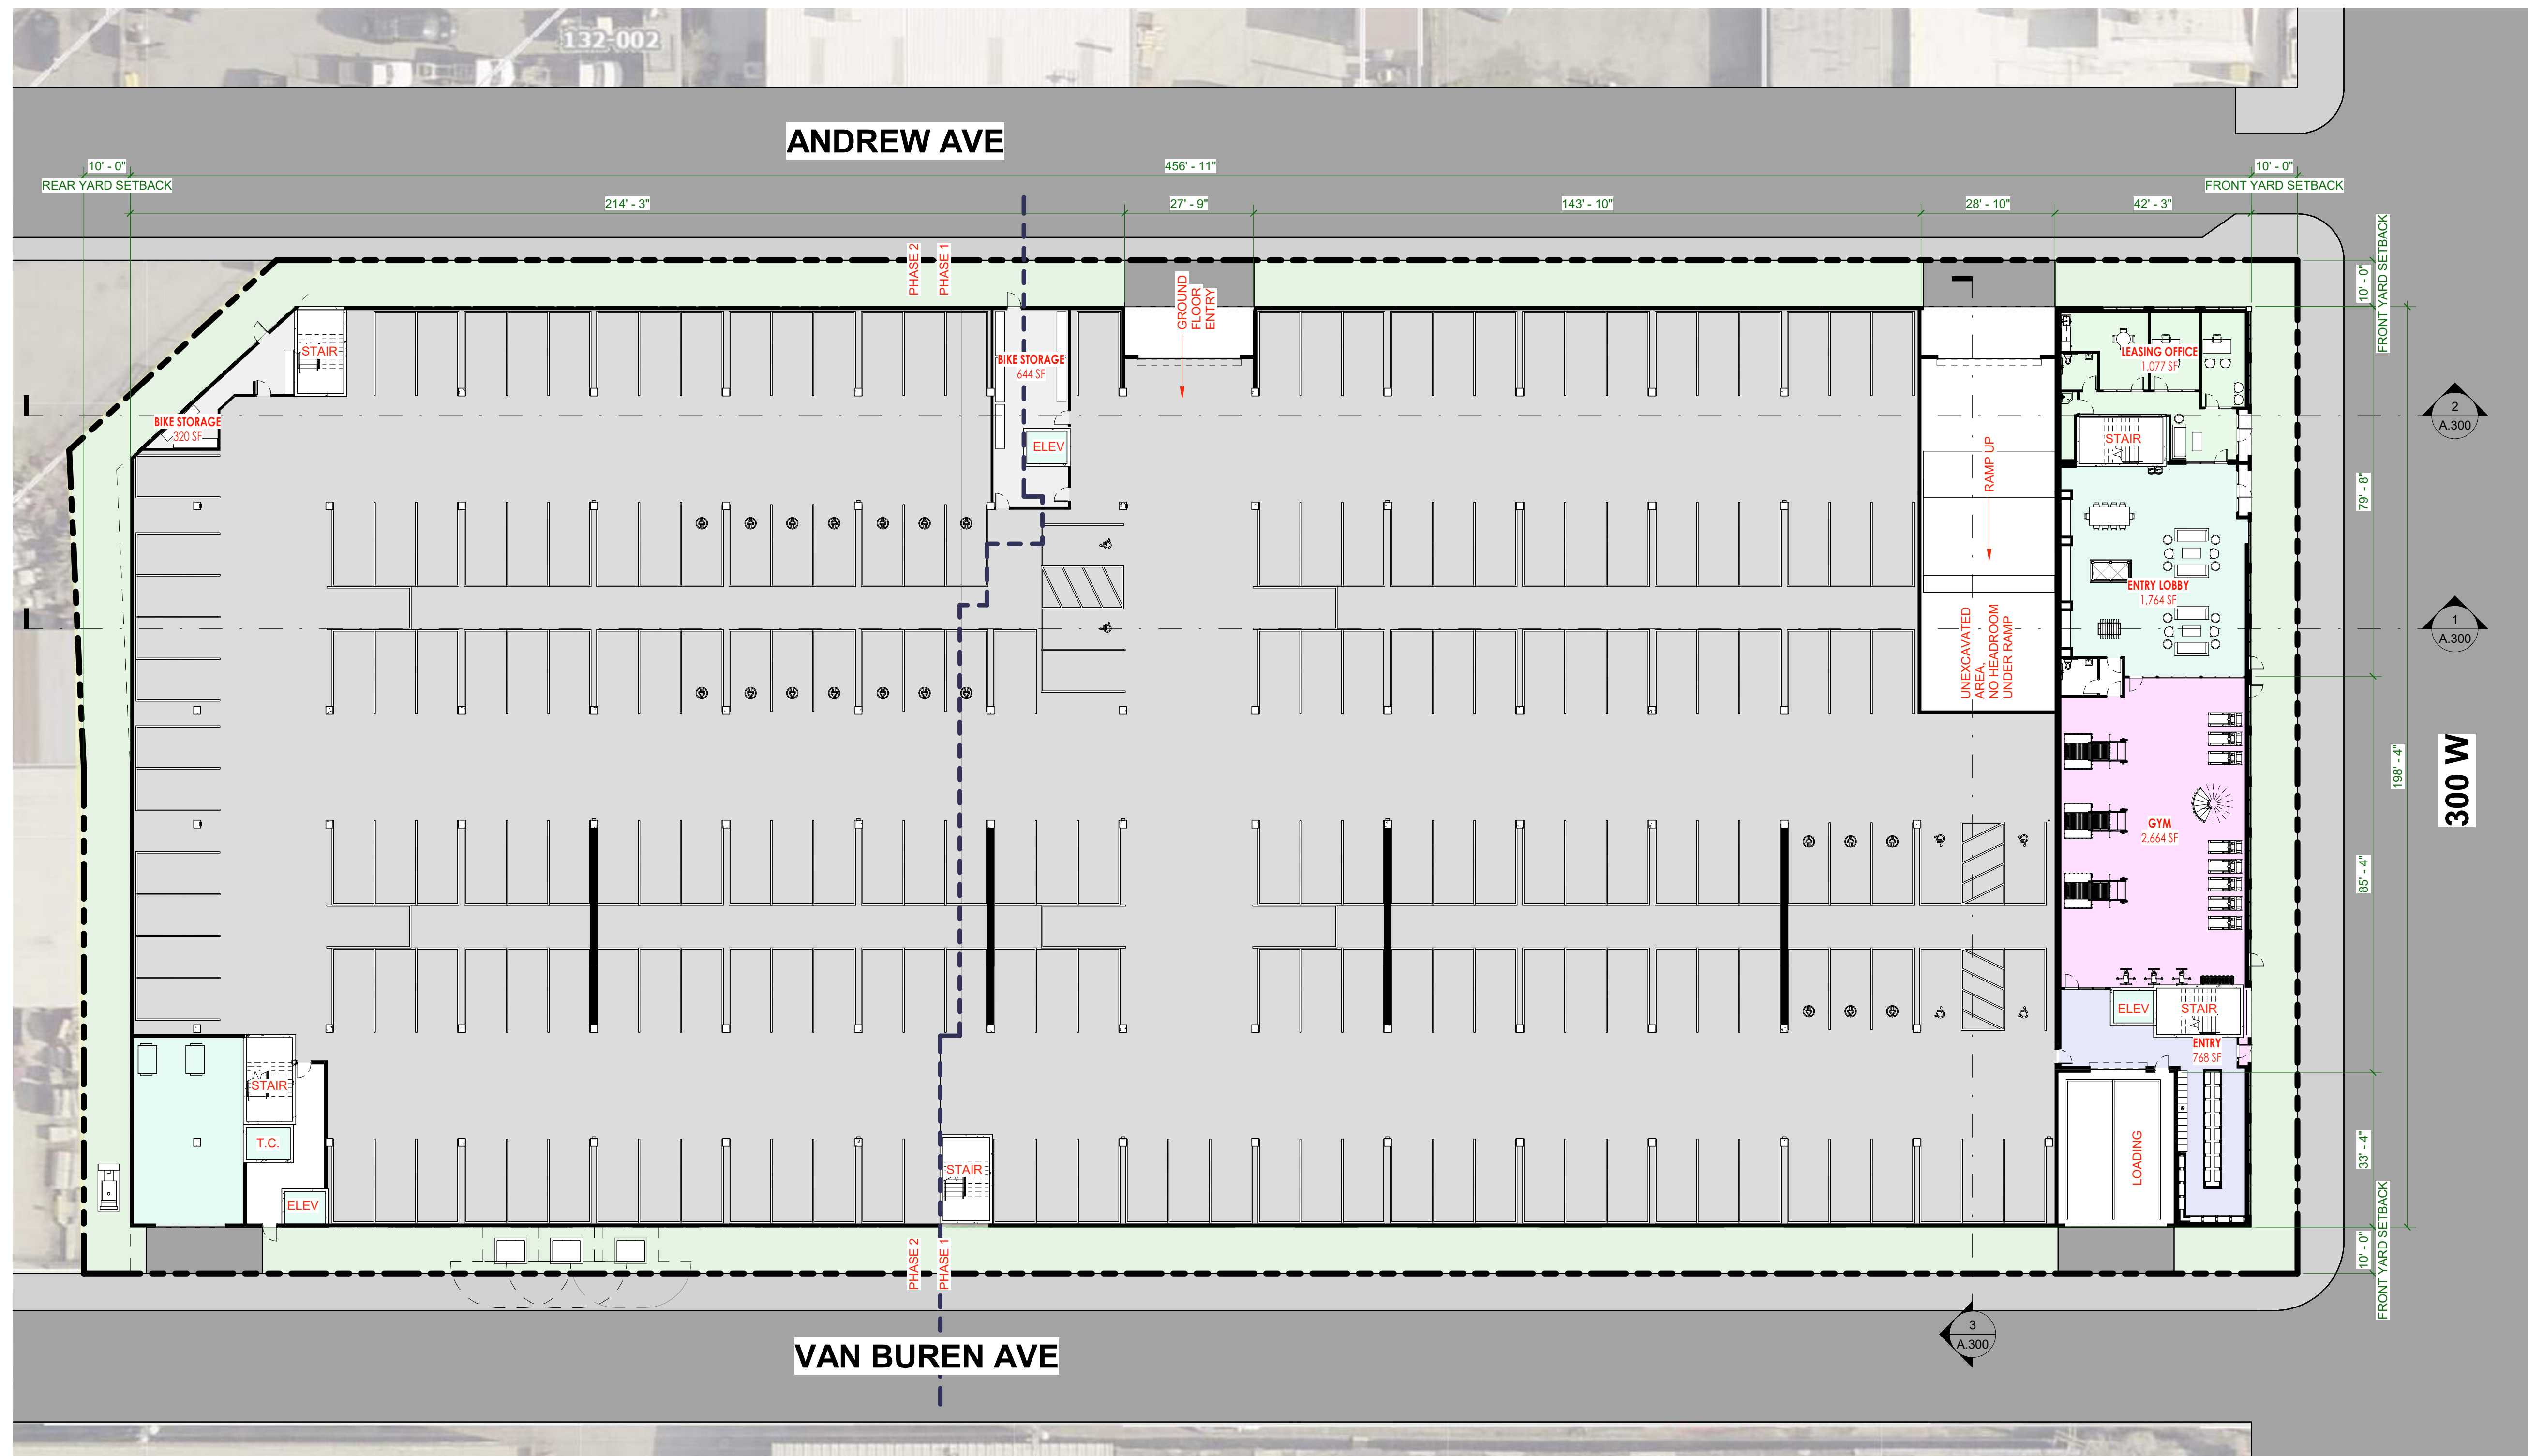 132-002
ANDREW AVE
10' - 0"
REAR YARD SETBACK
456' - 11"
10' - 0"
FRONT YARD SETBACK
214' - 3"
27' - 9"
143' - 10"
28' - 10"
42' - 3"
PHASE 2
PHASE 1
GROUND
FLOOR
ENTRY
10' - 0"
FRONT YARD SETBACK
STAIR
BIKE STORAGE
644 SF
LEASING OFFICE
1,077 SF
BIKE STORAGE
320 SF
ELEV
STAIR
RAMP UP
2
A.300
79' - 8"
ENTRY LOBBY
1,764 SF
UNEXCAVATED
AREA,
NO HEADROOM
UNDER RAMP
1
A.300
198' - 4"
300 W
GYM
2,664 SF
85' - 4"
ELEV
STAIR
ENTRY
768 SF
STAIR
T.C.
ELEV
STAIR
LOADING
33' - 4"
10' - 0"
FRONT YARD SETBACK
PHASE 2
PHASE 1
VAN BUREN AVE
3
A.300